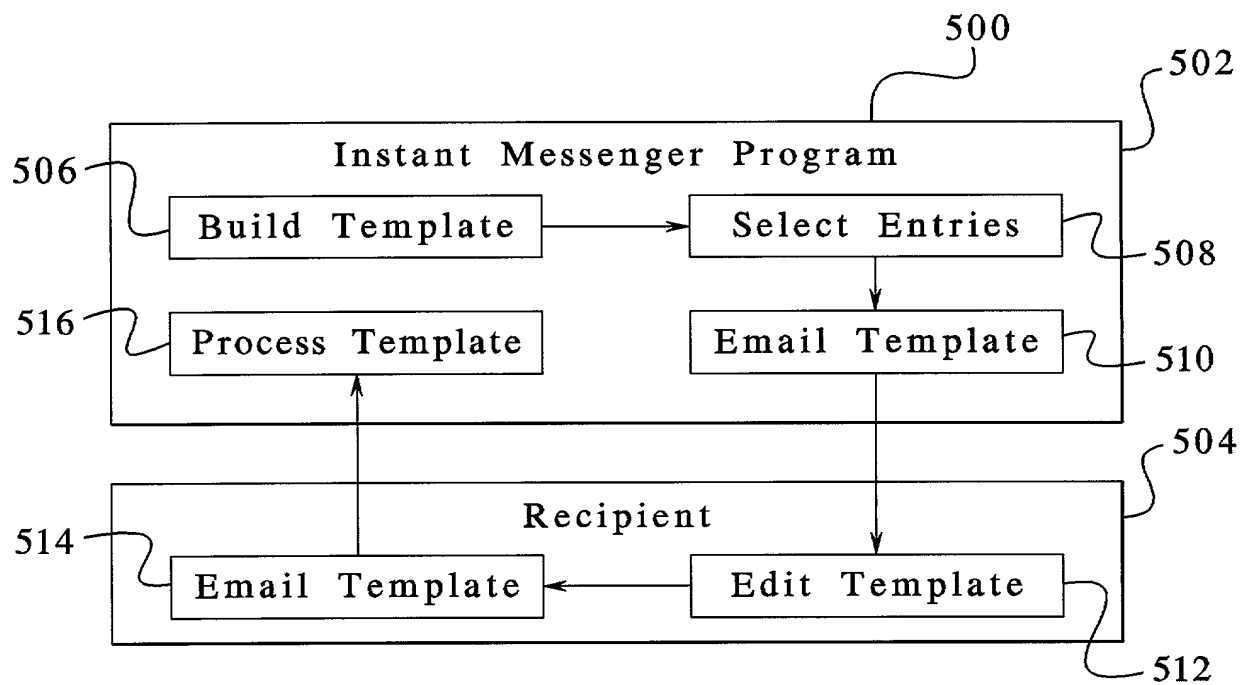 500
502
Instant Messenger Program
506
Build Template
Select Entries
508
516
Process Template
Email Template
510
504
Recipient
514
Email Template
Edit Template
512